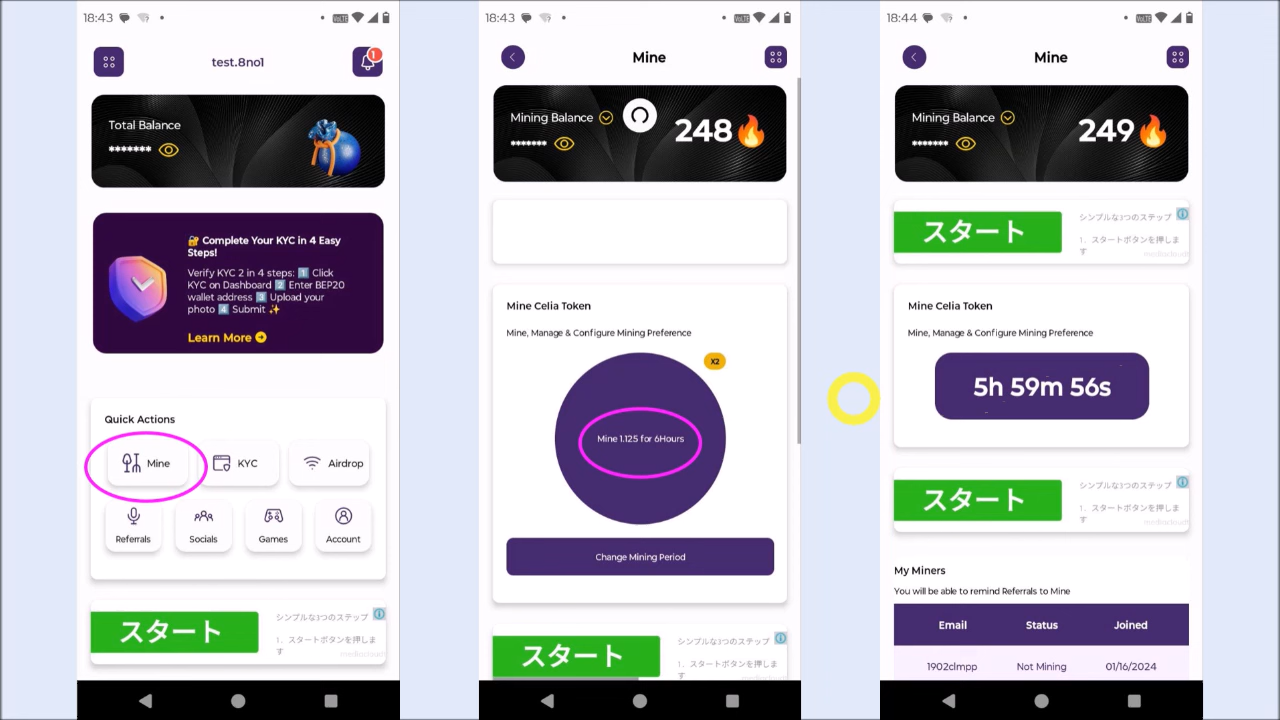 18:43
VoLTE
test.8no1
1
Total Balance
*******
🔐 Complete Your KYC in 4 Easy
Steps!
Verify KYC 2 in 4 steps: 1️⃣ Click
KYC on Dashboard 2️⃣ Enter BEP20
wallet address 3️⃣ Upload your
photo 4️⃣ Submit ✨
Learn More
Quick Actions
Mine
KYC
Airdrop
Referrals
Socials
Games
Account
スタート
シンプルな3つのステップ
1. スタートボタンを押しま
す
18:43
VoLTE
Mine
Mining Balance
*******
248🔥
Mine Celia Token
Mine, Manage & Configure Mining Preference
X2
Mine 1.125 for 6Hours
Change Mining Period
スタート
シンプルな3つのステップ
1. スタートボタンを押しま
す
18:44
VoLTE
Mine
Mining Balance
*******
249🔥
スタート
シンプルな3つのステップ
1. スタートボタンを押しま
す
Mine Celia Token
Mine, Manage & Configure Mining Preference
5h 59m 56s
スタート
シンプルな3つのステップ
1. スタートボタンを押しま
す
My Miners
You will be able to remind Referrals to Mine
Email Status Joined
1902clmpp Not Mining 01/16/2024